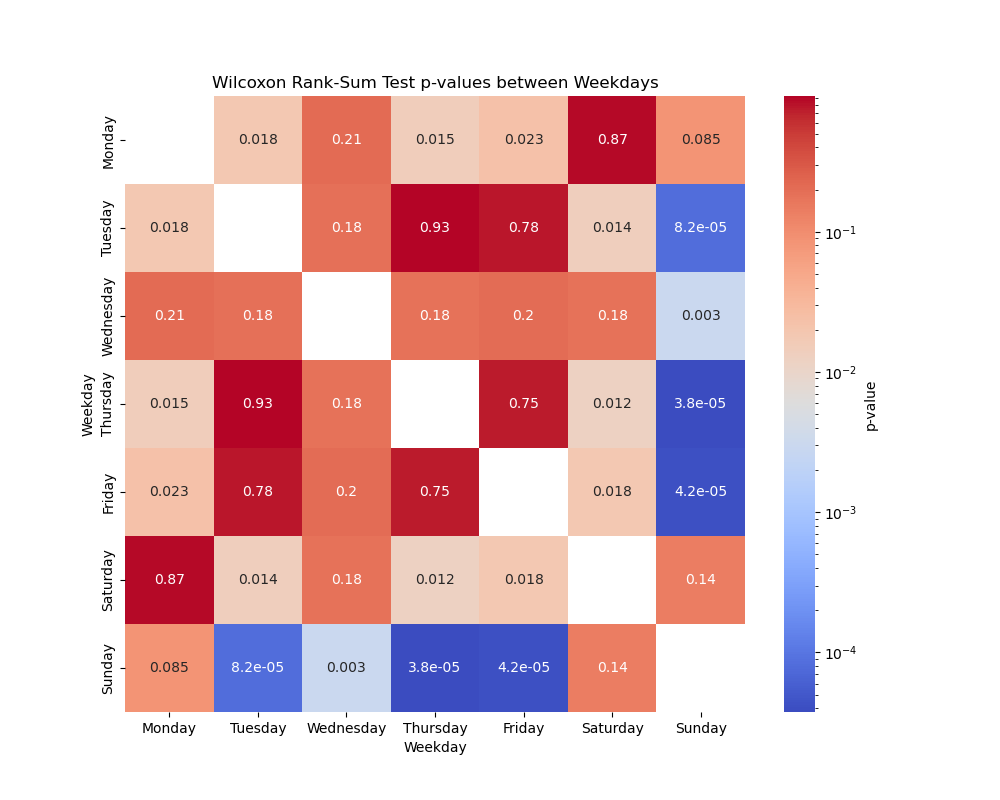 Wilcoxon Rank-Sum Test p-values between Weekdays
Monday 0.018 0.21 0.015 0.023 0.87 0.085
Tuesday 0.018 0.18 0.93 0.78 0.014 8.2e-05
Wednesday 0.21 0.18 0.18 0.2 0.18 0.003
Thursday 0.015 0.93 0.18 0.75 0.012 3.8e-05
Friday 0.023 0.78 0.2 0.75 0.018 4.2e-05
Saturday 0.87 0.014 0.18 0.012 0.018 0.14
Sunday 0.085 8.2e-05 0.003 3.8e-05 4.2e-05 0.14
Weekday
Monday Tuesday Wednesday Thursday Friday Saturday Sunday
Weekday
10⁻¹
10⁻²
10⁻³
10⁻⁴
p-value